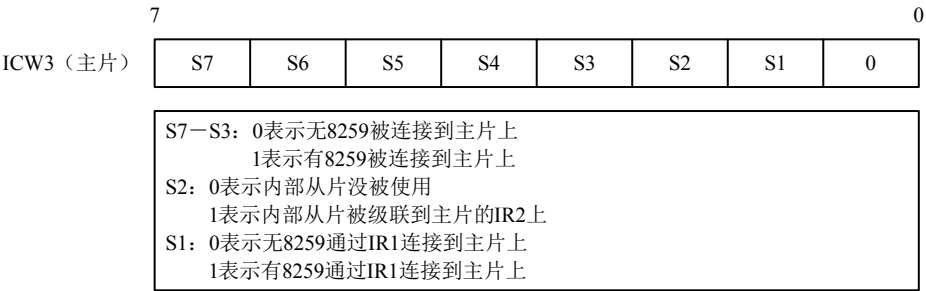 7 0
ICW3（主片） S7 S6 S5 S4 S3 S2 S1 0
S7－S3：0表示无8259被连接到主片上
1表示有8259被连接到主片上
S2：0表示内部从片没被使用
1表示内部从片被级联到主片的IR2上
S1：0表示无8259通过IR1连接到主片上
1表示有8259通过IR1连接到主片上